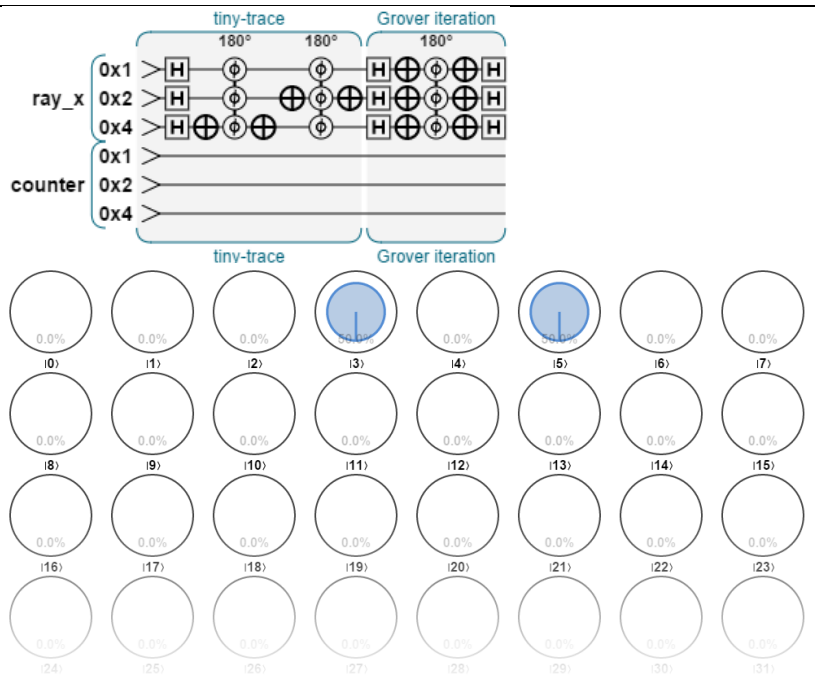 tiny-trace Grover iteration
180° 180° 180°
0x1 H ϕ ϕ H ϕ H
ray_x 0x2 H ϕ ϕ H ϕ H
0x4 H ϕ ϕ H ϕ H
0x1
counter 0x2
0x4
tiny-trace Grover iteration
0.0% 0.0% 0.0% 50.0% 0.0% 50.0% 0.0% 0.0%
|0⟩ |1⟩ |2⟩ |3⟩ |4⟩ |5⟩ |6⟩ |7⟩
0.0% 0.0% 0.0% 0.0% 0.0% 0.0% 0.0% 0.0%
|8⟩ |9⟩ |10⟩ |11⟩ |12⟩ |13⟩ |14⟩ |15⟩
0.0% 0.0% 0.0% 0.0% 0.0% 0.0% 0.0% 0.0%
|16⟩ |17⟩ |18⟩ |19⟩ |20⟩ |21⟩ |22⟩ |23⟩
0.0% 0.0% 0.0% 0.0% 0.0% 0.0% 0.0% 0.0%
|24⟩ |25⟩ |26⟩ |27⟩ |28⟩ |29⟩ |30⟩ |31⟩